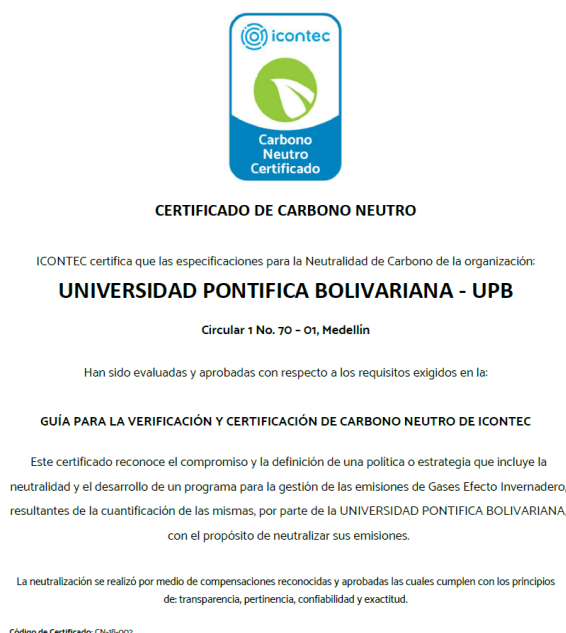 icontec
Carbono
Neutro
Certificado
CERTIFICADO DE CARBONO NEUTRO
ICONTEC certifica que las especificaciones para la Neutralidad de Carbono de la organización:
UNIVERSIDAD PONTIFICA BOLIVARIANA - UPB
Circular 1 No. 70 – 01, Medellín
Han sido evaluadas y aprobadas con respecto a los requisitos exigidos en la:
GUÍA PARA LA VERIFICACIÓN Y CERTIFICACIÓN DE CARBONO NEUTRO DE ICONTEC
Este certificado reconoce el compromiso y la definición de una política o estrategia que incluye la
neutralidad y el desarrollo de un programa para la gestión de las emisiones de Gases Efecto Invernadero,
resultantes de la cuantificación de las mismas, por parte de la UNIVERSIDAD PONTIFICA BOLIVARIANA,
con el propósito de neutralizar sus emisiones.
La neutralización se realizó por medio de compensaciones reconocidas y aprobadas las cuales cumplen con los principios
de: transparencia, pertinencia, confiabilidad y exactitud.
Código de Certificado: CN-18-002